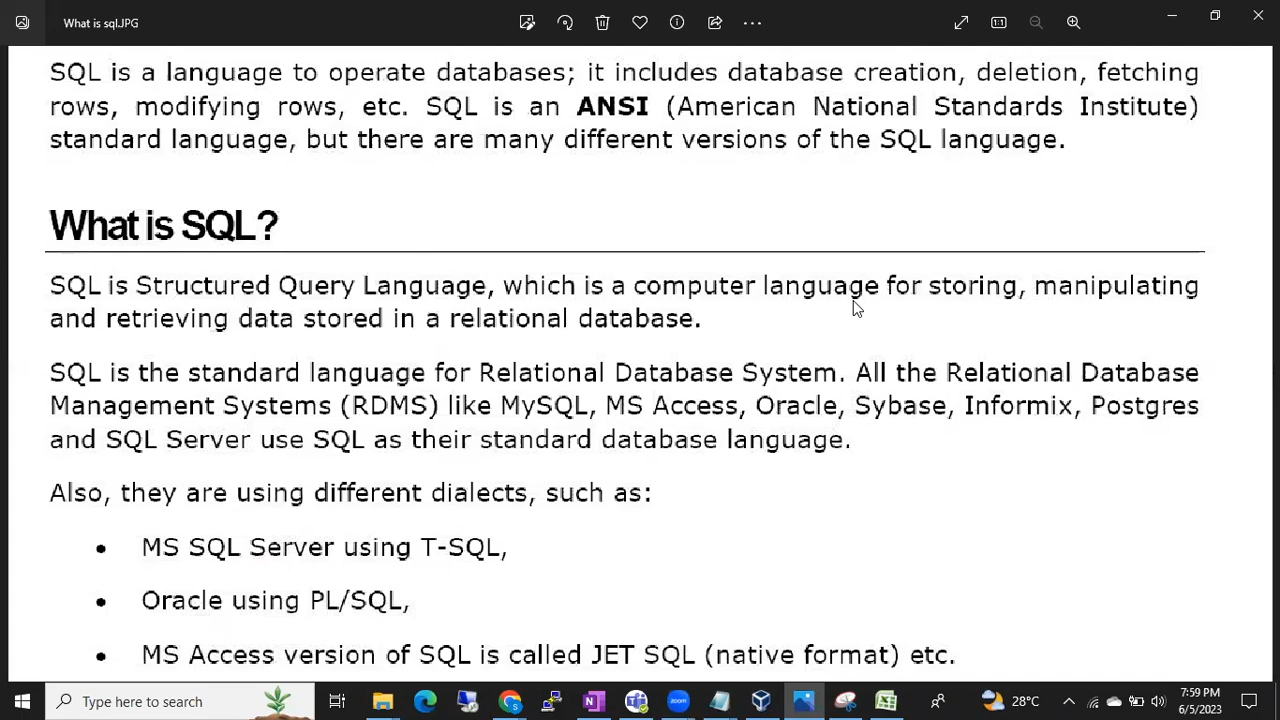 What is sql.JPG
SQL is a language to operate databases; it includes database creation, deletion, fetching
rows, modifying rows, etc. SQL is an ANSI (American National Standards Institute)
standard language, but there are many different versions of the SQL language.
What is SQL?
SQL is Structured Query Language, which is a computer language for storing, manipulating
and retrieving data stored in a relational database.
SQL is the standard language for Relational Database System. All the Relational Database
Management Systems (RDMS) like MySQL, MS Access, Oracle, Sybase, Informix, Postgres
and SQL Server use SQL as their standard database language.
Also, they are using different dialects, such as:
• MS SQL Server using T-SQL,
• Oracle using PL/SQL,
• MS Access version of SQL is called JET SQL (native format) etc.
Type here to search
zoom
28°C
7:59 PM
6/5/2023